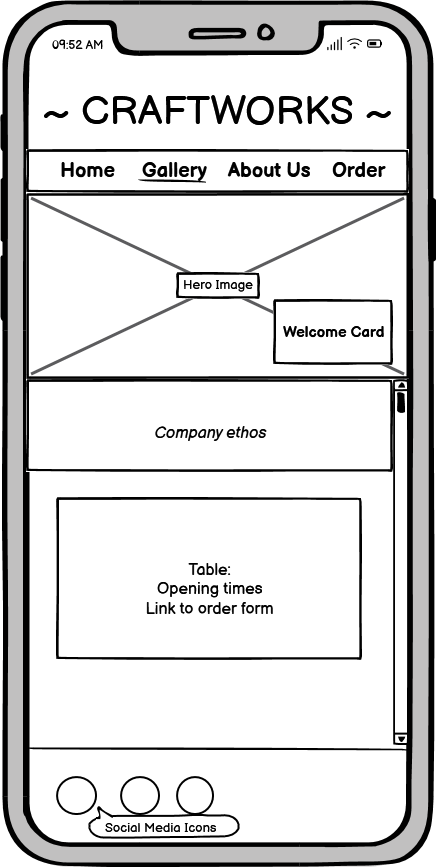 09:52 AM
~ CRAFTWORKS ~
Home Gallery About Us Order
Hero Image
Welcome Card
Company ethos
Table:
Opening times
Link to order form
Social Media Icons